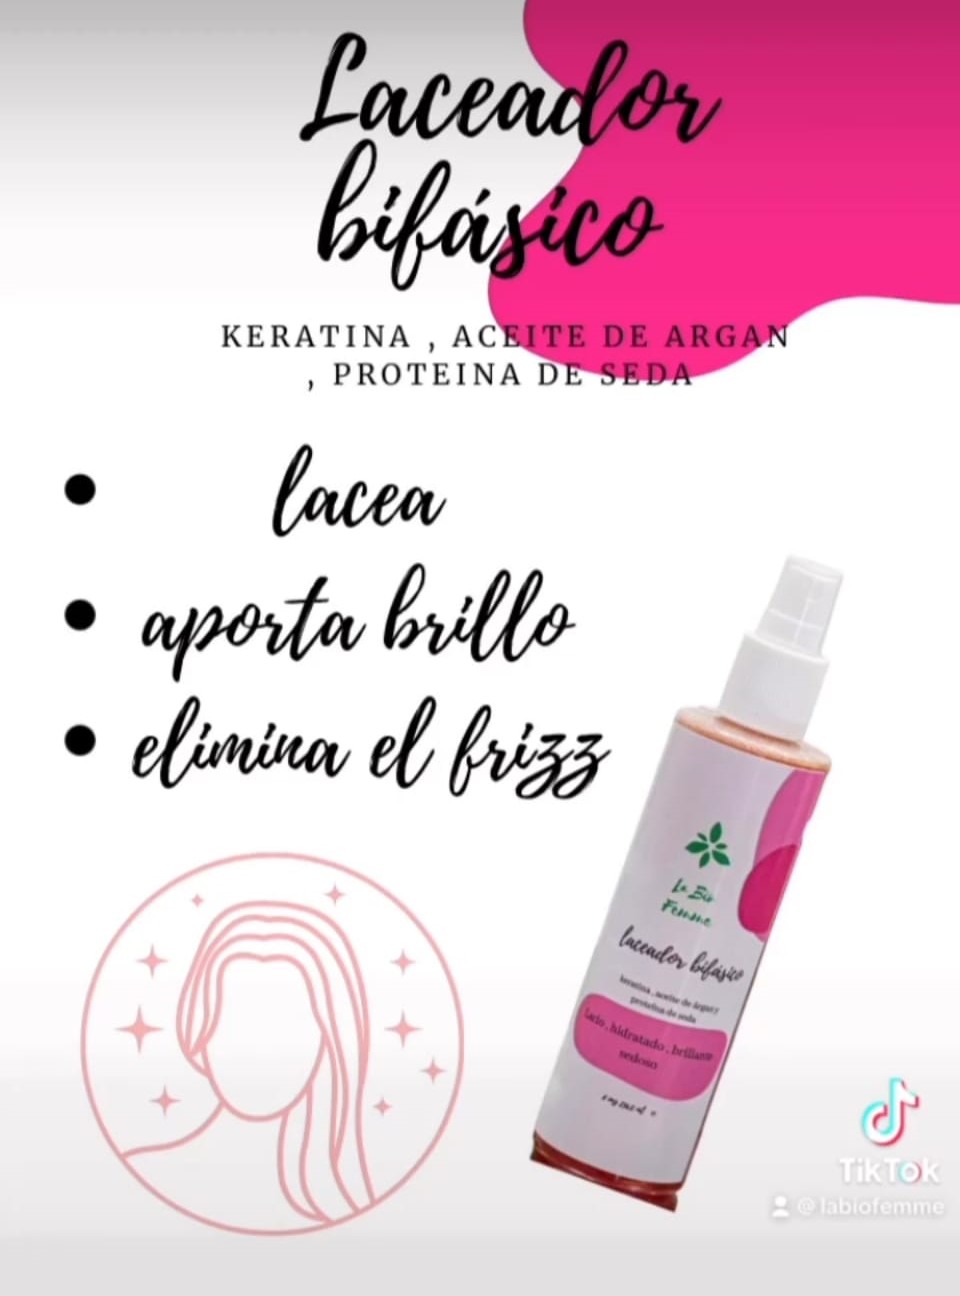 Laceador
bifásico
KERATINA , ACEITE DE ARGAN
, PROTEINA DE SEDA
lacea
aporta brillo
elimina el frizz
La Bio
Femme
laceador bifásico
keratina , aceite de argan y
proteina de seda
Lacio , hidratado , brillante
sedoso
TikTok
@labiofemme